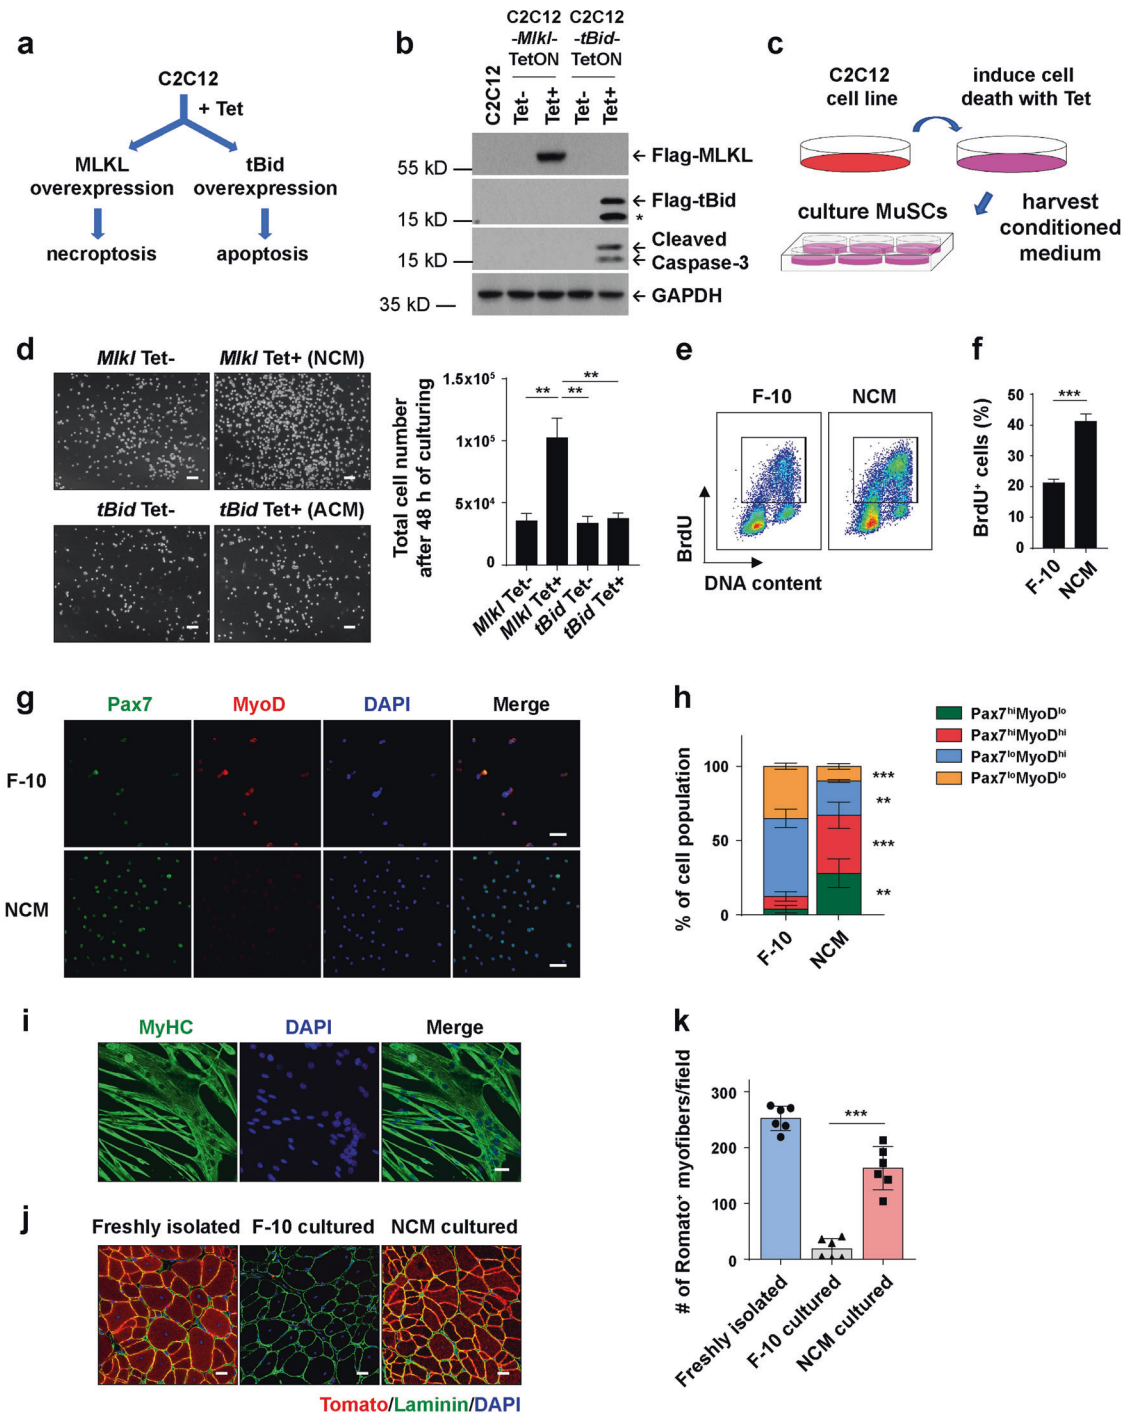 a
C2C12
+ Tet
MLKL
overexpression
tBid
overexpression
necroptosis
apoptosis
b
C2C12
C2C12
-Mlkl-
TetON
C2C12
-tBid-
TetON
Tet-
Tet+
Tet-
Tet+
55 kD
← Flag-MLKL
← Flag-tBid
15 kD
*
← Cleaved
← Caspase-3
15 kD
← GAPDH
35 kD
c
C2C12
cell line
induce cell
death with Tet
culture MuSCs
harvest
conditioned
medium
d
Mlkl Tet-
Mlkl Tet+ (NCM)
tBid Tet-
tBid Tet+ (ACM)
Total cell number
after 48 h of culturing
1.5x10⁵
1x10⁵
5x10⁴
0
**
**
**
Mlkl Tet-
Mlkl Tet+
tBid Tet-
tBid Tet+
e
F-10
NCM
BrdU
DNA content
f
BrdU⁺ cells (%)
50
40
30
20
10
0
***
F-10
NCM
g
Pax7
MyoD
DAPI
Merge
F-10
NCM
h
% of cell population
100
50
0
***
**
***
**
F-10
NCM
Pax7ʰⁱMyoDˡᵒ
Pax7ʰⁱMyoDʰⁱ
Pax7ˡᵒMyoDʰⁱ
Pax7ˡᵒMyoDˡᵒ
i
MyHC
DAPI
Merge
j
Freshly isolated
F-10 cultured
NCM cultured
Tomato/Laminin/DAPI
k
# of Romato⁺ myofibers/field
300
200
100
0
***
Freshly isolated
F-10 cultured
NCM cultured